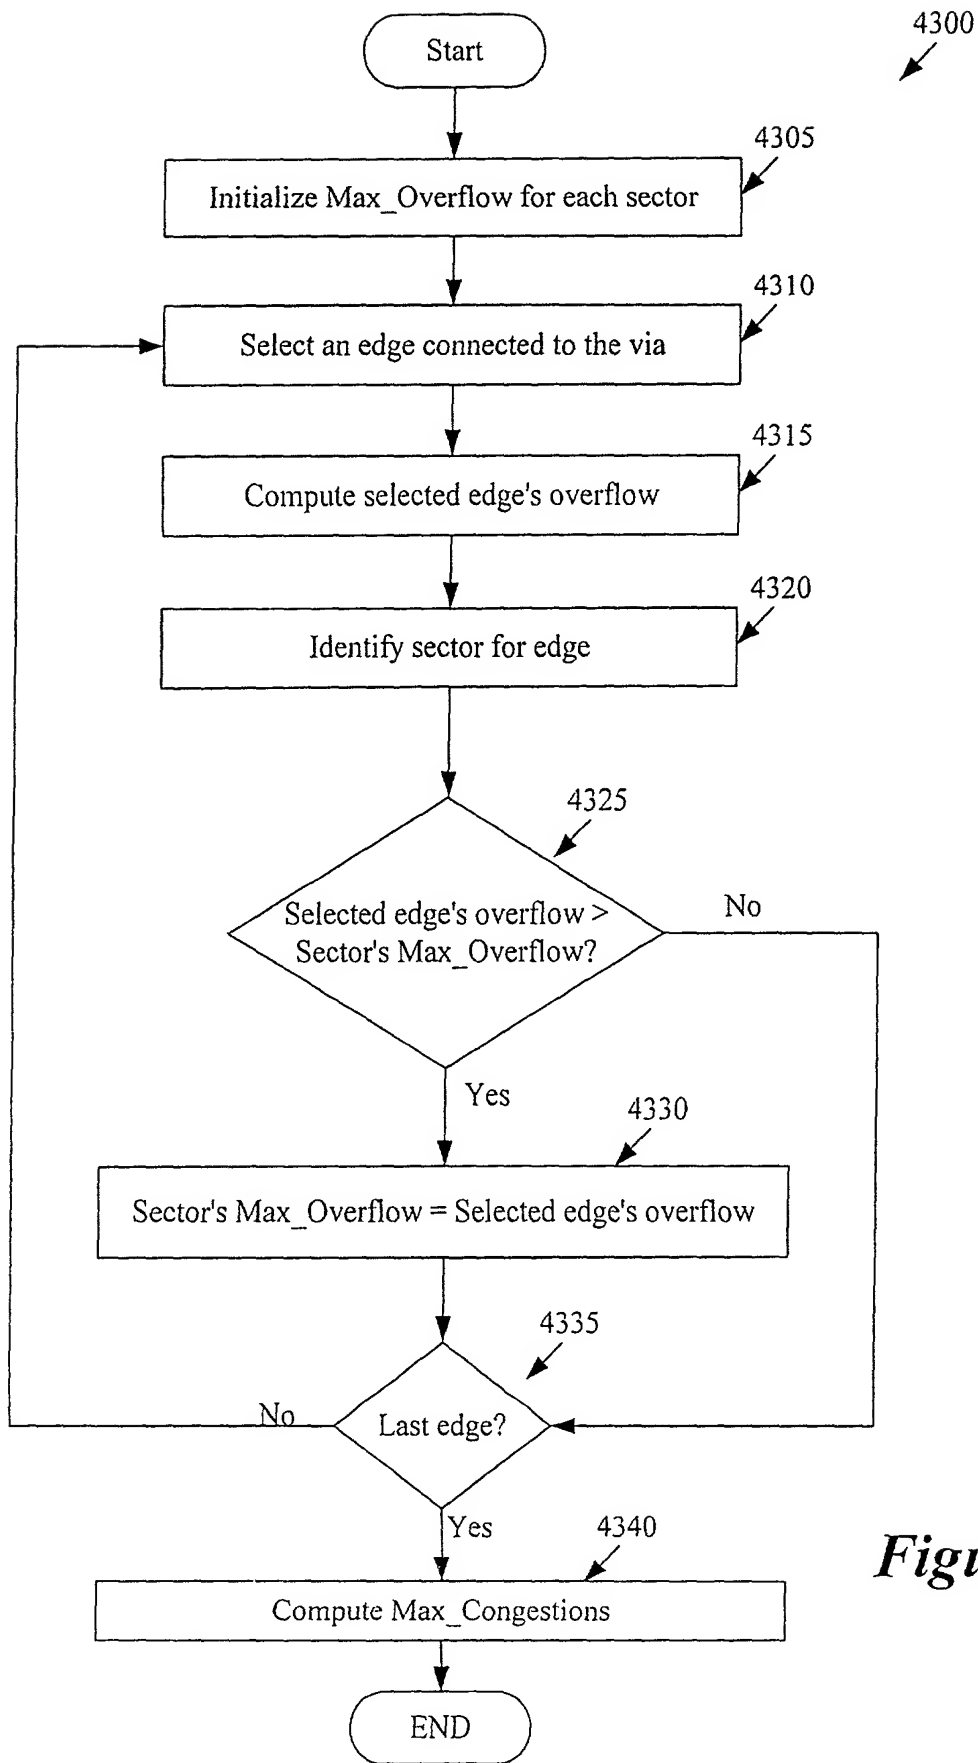 4300
Start
4305
Initialize Max_Overflow for each sector
4310
Select an edge connected to the via
4315
Compute selected edge's overflow
4320
Identify sector for edge
4325
Selected edge's overflow >
Sector's Max_Overflow?
No
Yes
4330
Sector's Max_Overflow = Selected edge's overflow
4335
Last edge?
No
Yes
4340
Compute Max_Congestions
END